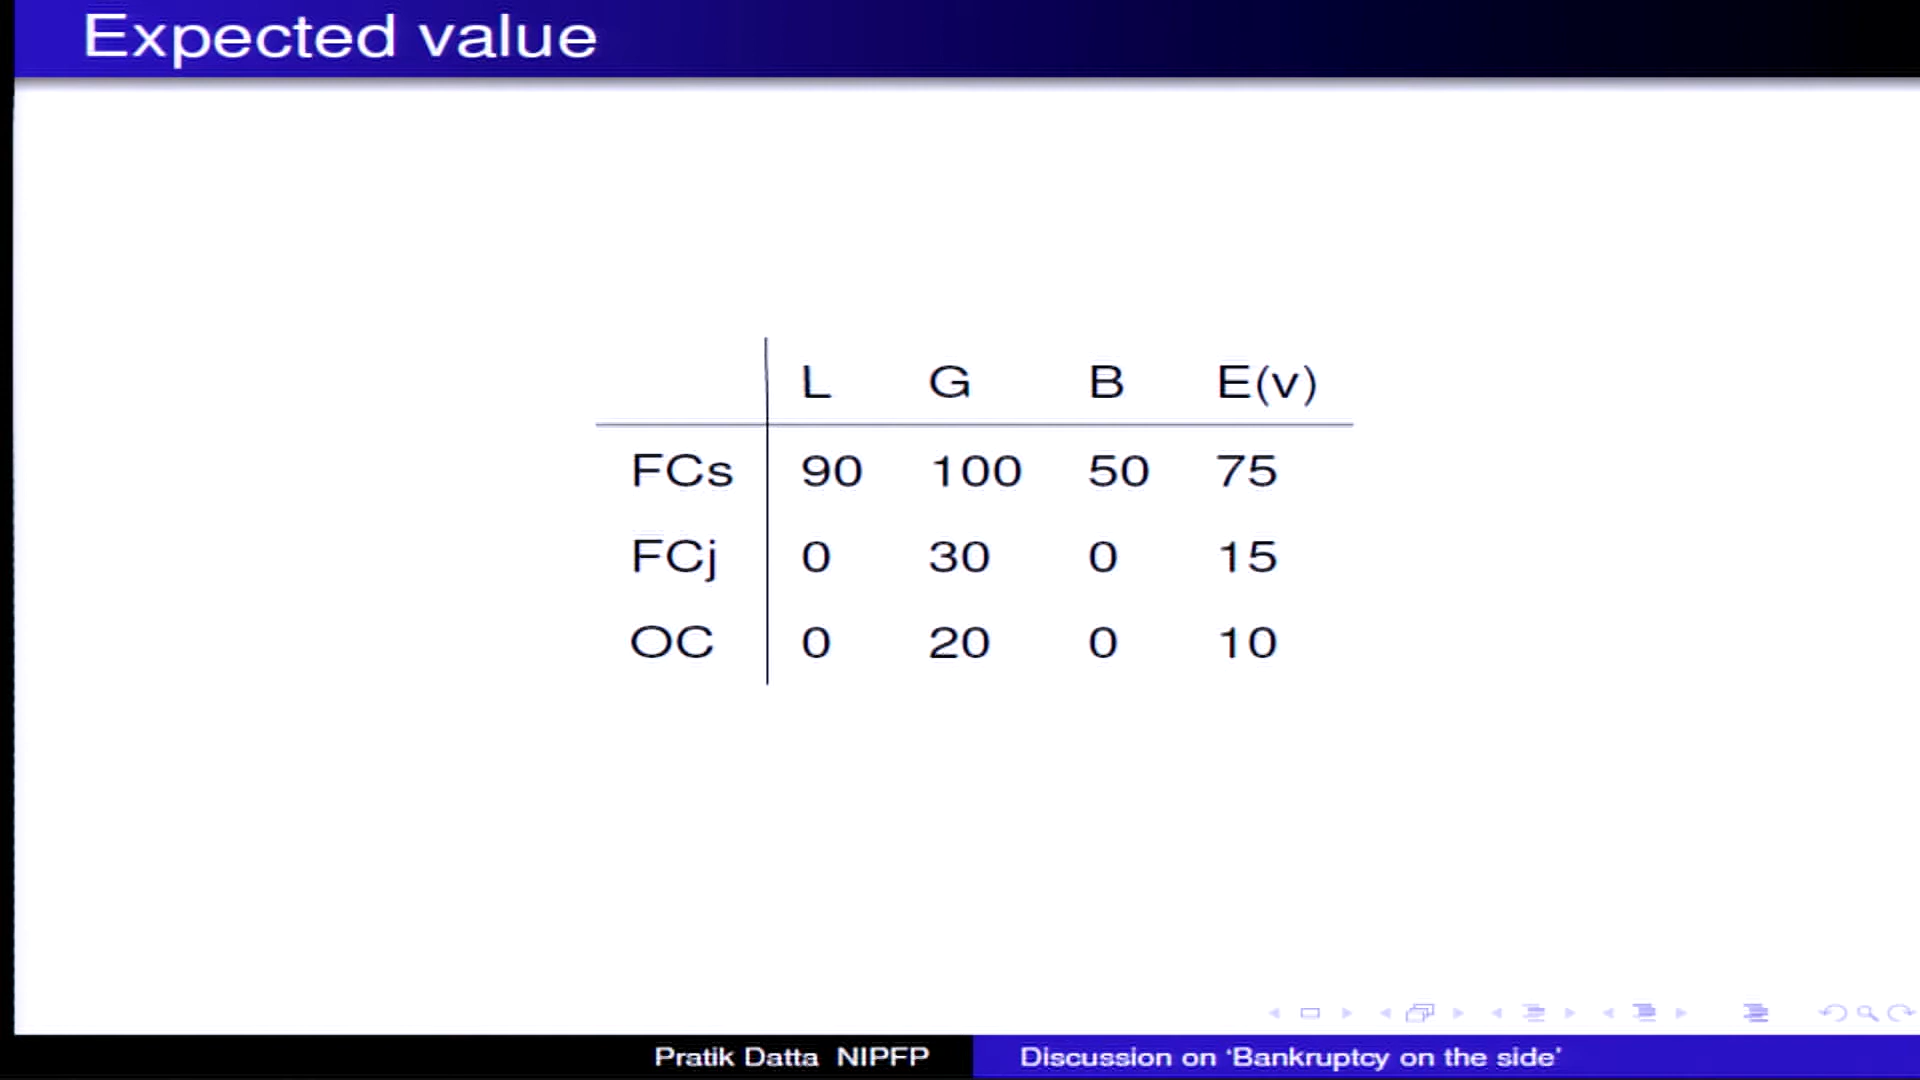 Expected value
L G B E(v)
FCs 90 100 50 75
FCj 0 30 0 15
OC 0 20 0 10
Pratik Datta NIPFP Discussion on ‘Bankruptcy on the side’